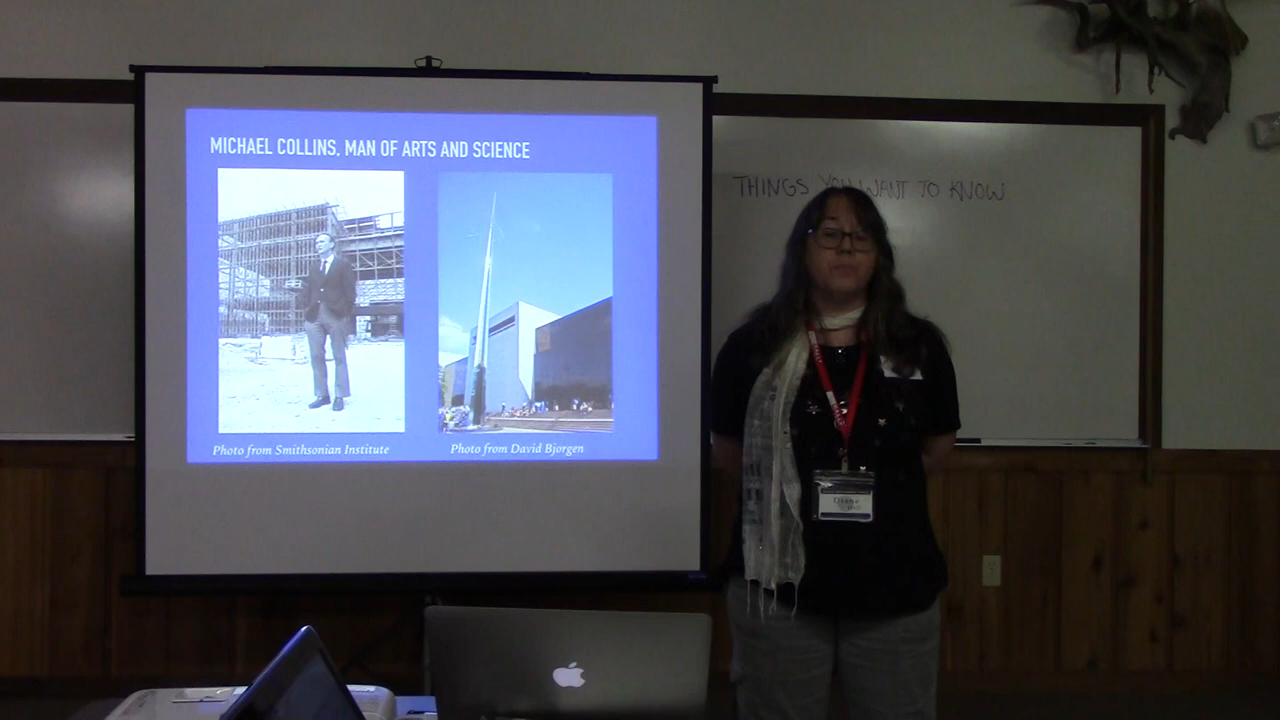 MICHAEL COLLINS, MAN OF ARTS AND SCIENCE
Photo from Smithsonian Institute
Photo from David Bjorgen
THINGS YOU WANT TO KNOW
Diane